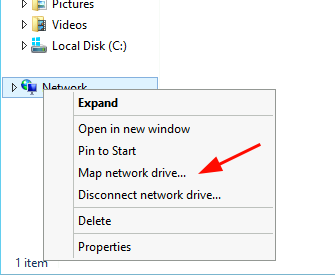 Pictures
Videos
Local Disk (C:)
Network
Expand
Open in new window
Pin to Start
Map network drive...
Disconnect network drive...
Delete
Properties
1 item